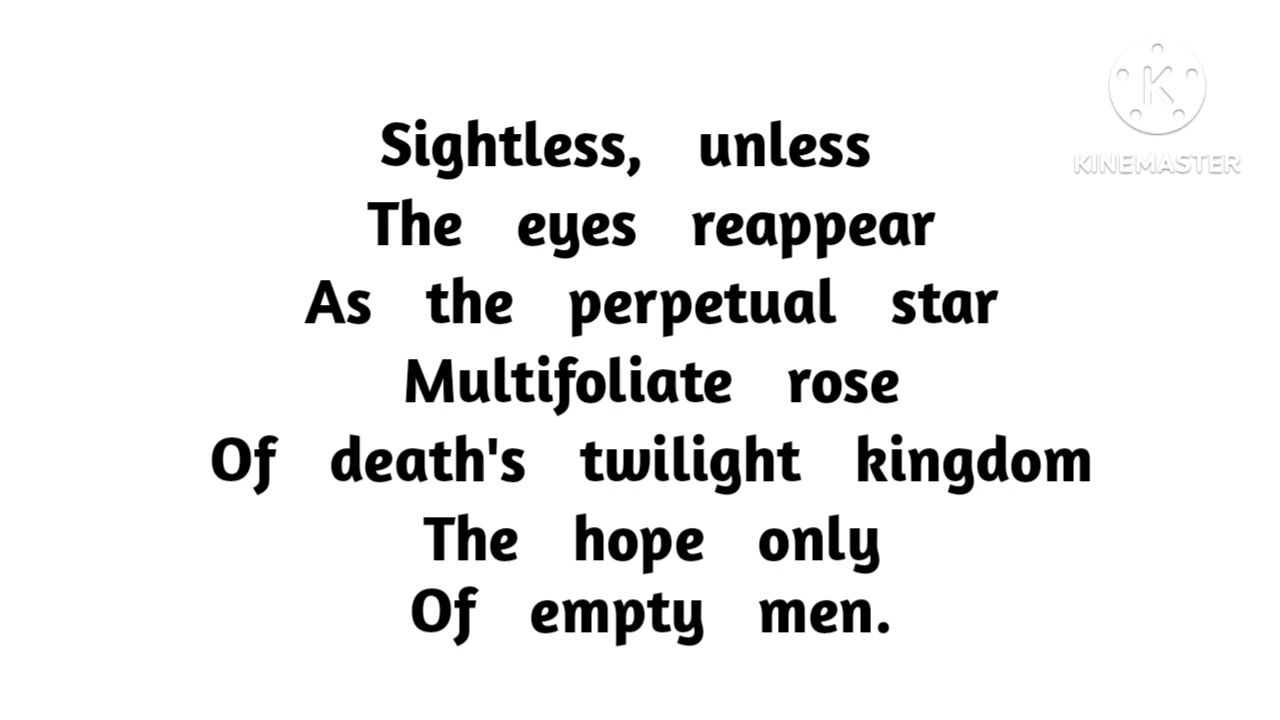 Sightless, unless
The eyes reappear
As the perpetual star
Multifoliate rose
Of death's twilight kingdom
The hope only
Of empty men.
K
KINEMASTER